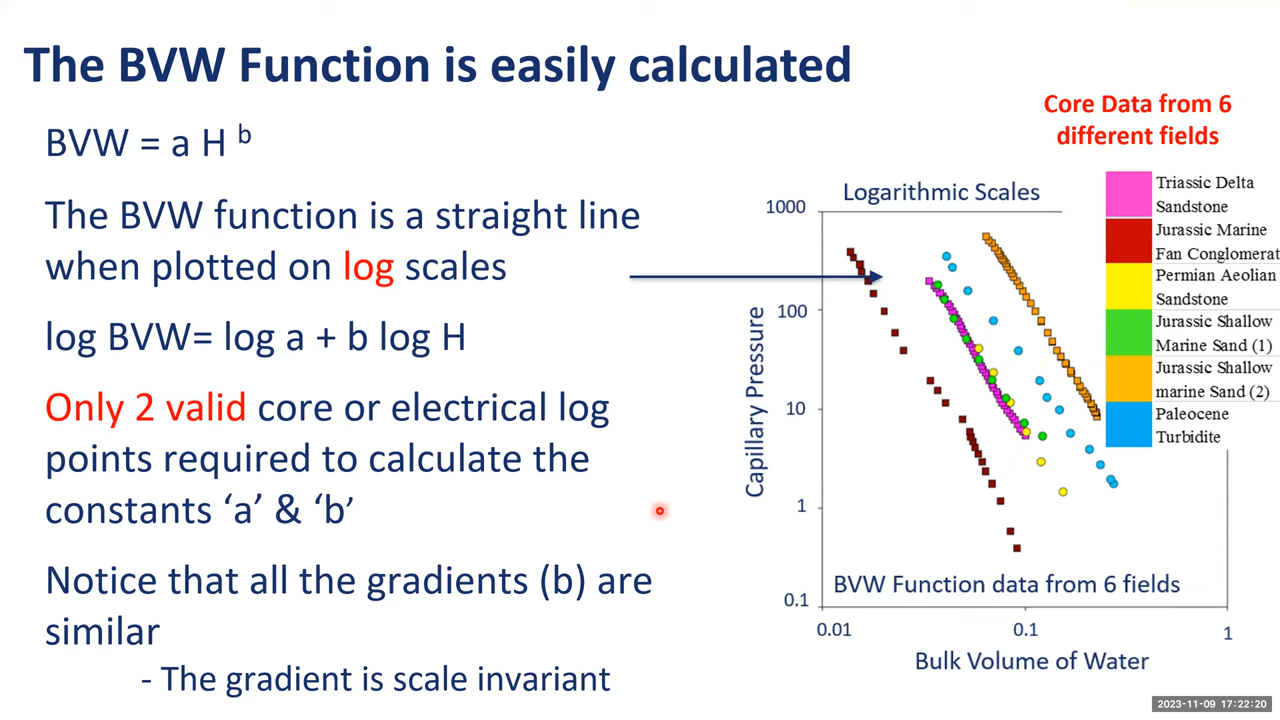 The BVW Function is easily calculated
BVW = a H b
The BVW function is a straight line
when plotted on log scales
log BVW= log a + b log H
Only 2 valid core or electrical log
points required to calculate the
constants ‘a’ & ‘b’
Notice that all the gradients (b) are
similar
- The gradient is scale invariant
Core Data from 6
different fields
Logarithmic Scales
1000
100
10
1
0.1
Capillary Pressure
BVW Function data from 6 fields
0.01
0.1
1
Bulk Volume of Water
Triassic Delta
Sandstone
Jurassic Marine
Fan Conglomerat
Permian Aeolian
Sandstone
Jurassic Shallow
Marine Sand (1)
Jurassic Shallow
marine Sand (2)
Paleocene
Turbidite
2023-11-09 17:22:20